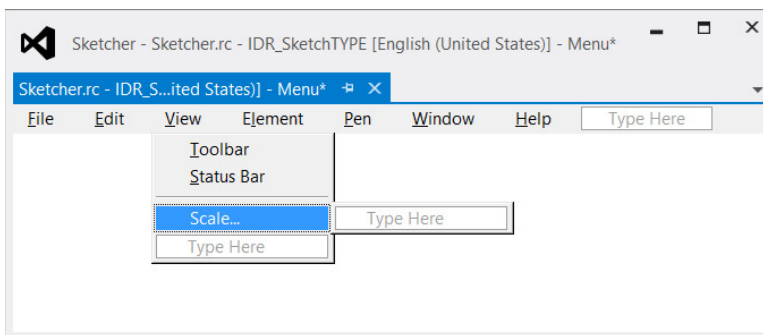 Sketcher - Sketcher.rc - IDR_SketchTYPE [English (United States)] - Menu*
Sketcher.rc - IDR_S...ited States)] - Menu*
File Edit View Element Pen Window Help Type Here
Toolbar
Status Bar
Scale... Type Here
Type Here